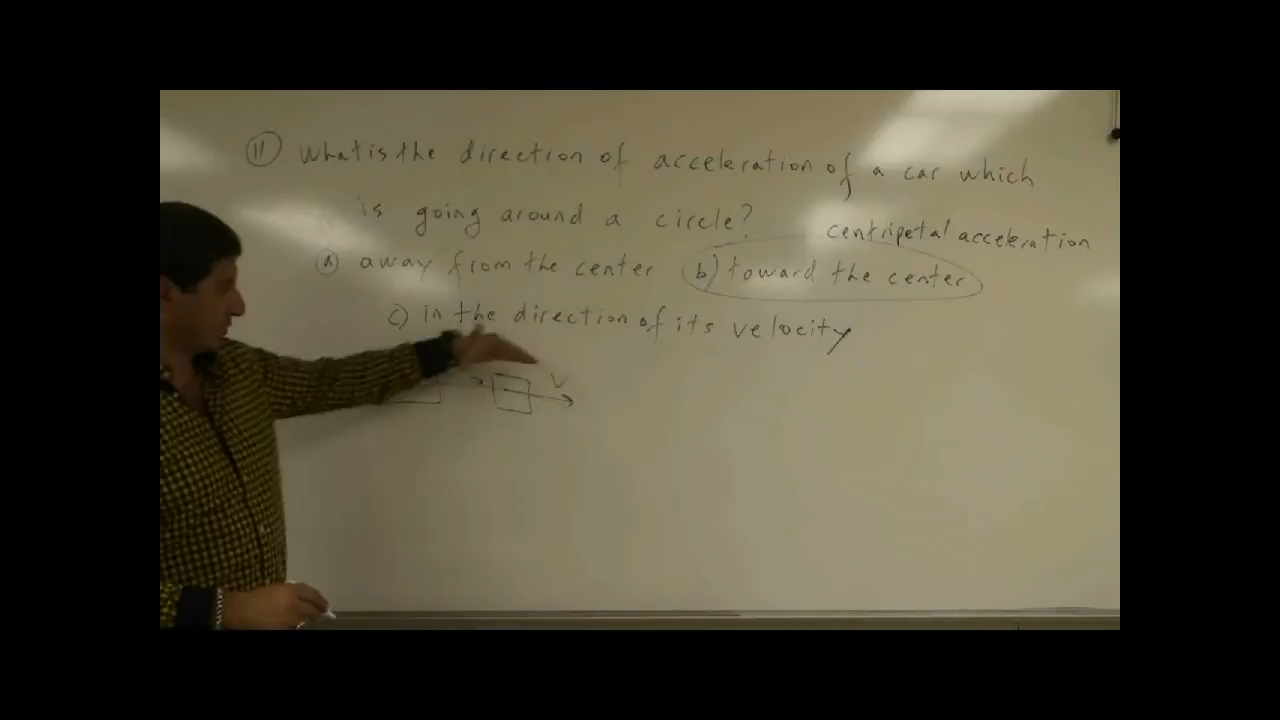 11 What is the direction of acceleration of a car which
is going around a circle?
centripetal acceleration
a away from the center b) toward the center
c) in the direction of its velocity
V